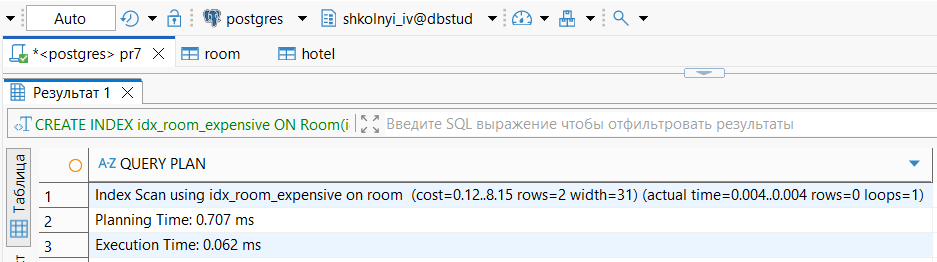 Auto postgres shkolnyi_iv@dbstud
*<postgres> pr7 room hotel
Результат 1
CREATE INDEX idx_room_expensive ON Room(i Введите SQL выражение чтобы отфильтровать результаты
Таблица
A-Z QUERY PLAN
1 Index Scan using idx_room_expensive on room (cost=0.12..8.15 rows=2 width=31) (actual time=0.004..0.004 rows=0 loops=1)
2 Planning Time: 0.707 ms
3 Execution Time: 0.062 ms